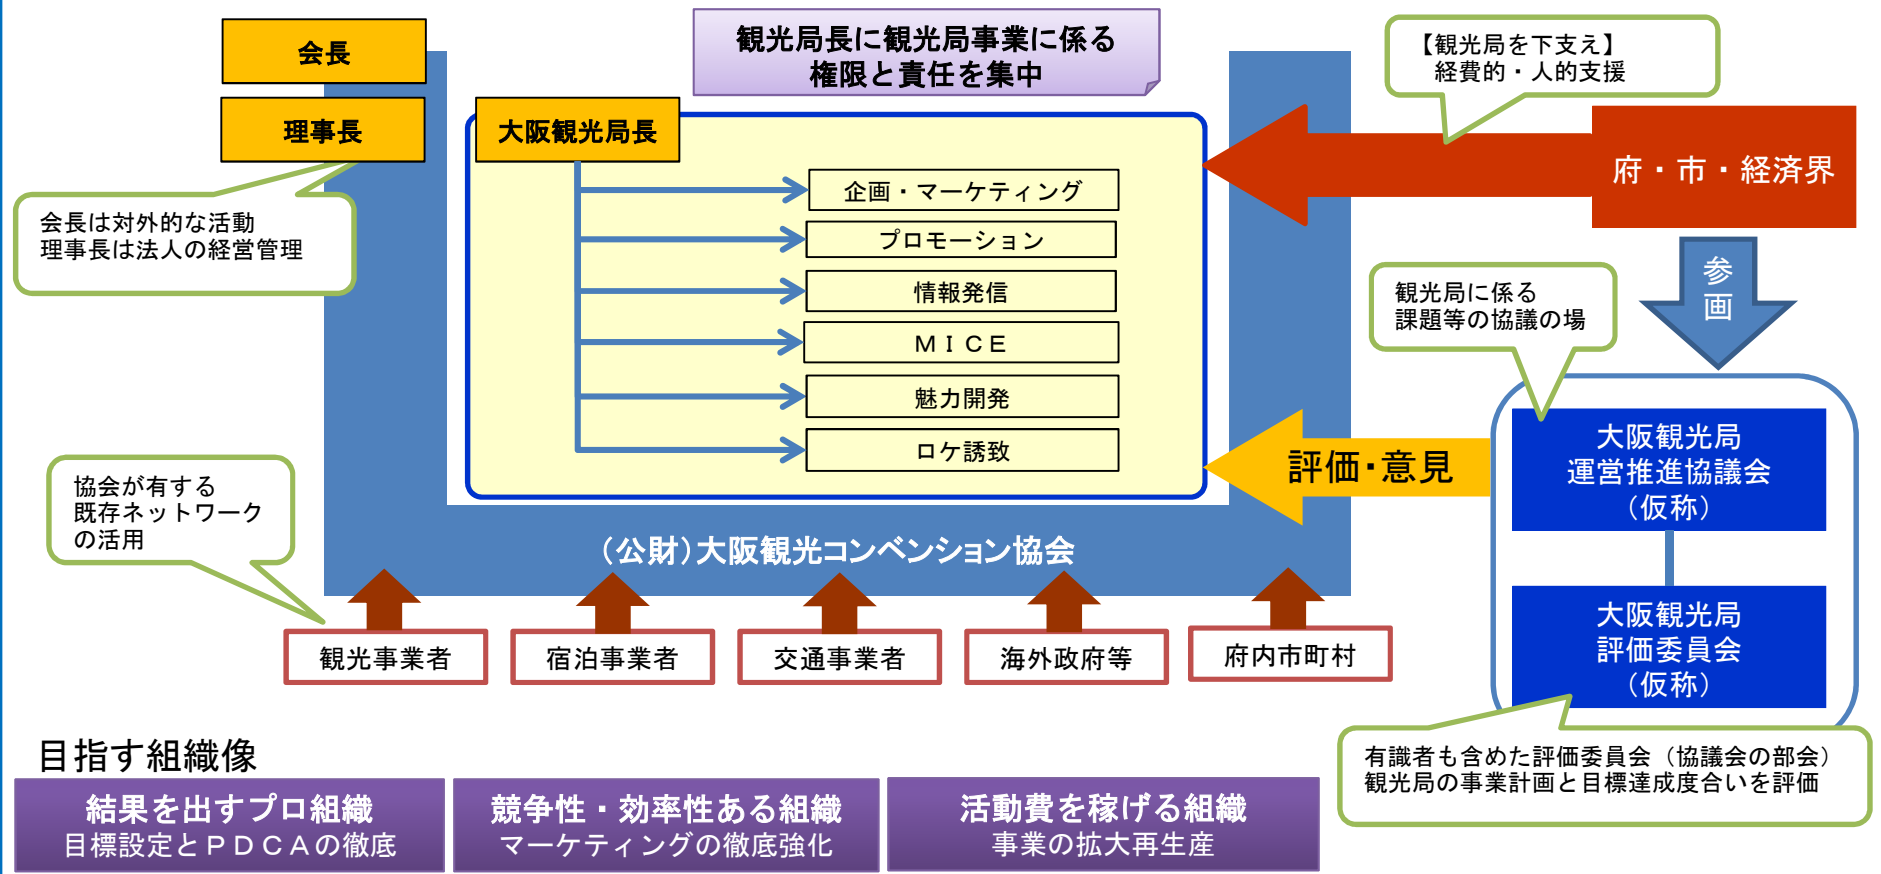 会長
理事長
会長は対外的な活動
理事長は法人の経営管理
観光局長に観光局事業に係る
権限と責任を集中
大阪観光局長
企画・マーケティング
プロモーション
情報発信
ＭＩＣＥ
魅力開発
ロケ誘致
【観光局を下支え】
経費的・人的支援
府・市・経済界
参
画
観光局に係る
課題等の協議の場
評価・意見
大阪観光局
運営推進協議会
（仮称）
大阪観光局
評価委員会
（仮称）
有識者も含めた評価委員会（協議会の部会）
観光局の事業計画と目標達成度合いを評価
協会が有する
既存ネットワーク
の活用
（公財）大阪観光コンベンション協会
観光事業者
宿泊事業者
交通事業者
海外政府等
府内市町村
目指す組織像
結果を出すプロ組織
目標設定とＰＤＣＡの徹底
競争性・効率性ある組織
マーケティングの徹底強化
活動費を稼げる組織
事業の拡大再生産